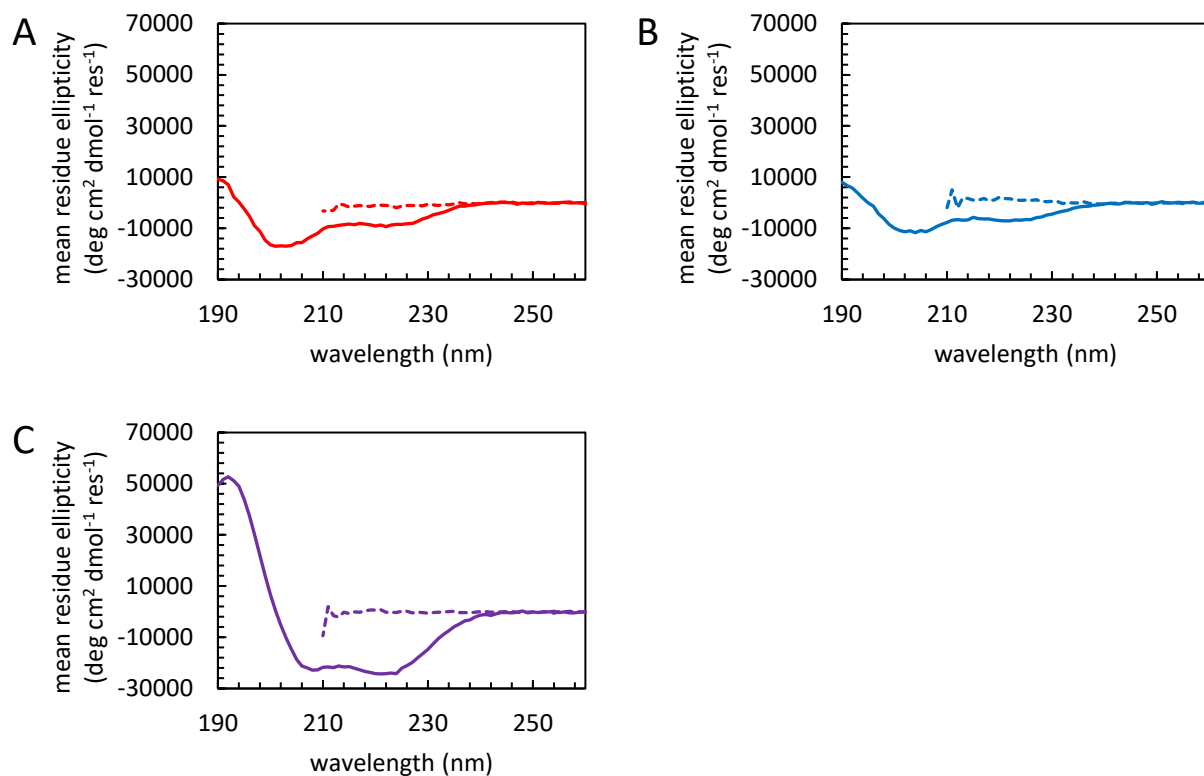 A
mean residue ellipticity
(deg cm² dmol⁻¹ res⁻¹)
70000
50000
30000
10000
-10000
-30000
190 210 230 250
wavelength (nm)
B
mean residue ellipticity
(deg cm² dmol⁻¹ res⁻¹)
70000
50000
30000
10000
-10000
-30000
190 210 230 250
wavelength (nm)
C
mean residue ellipticity
(deg cm² dmol⁻¹ res⁻¹)
70000
50000
30000
10000
-10000
-30000
190 210 230 250
wavelength (nm)